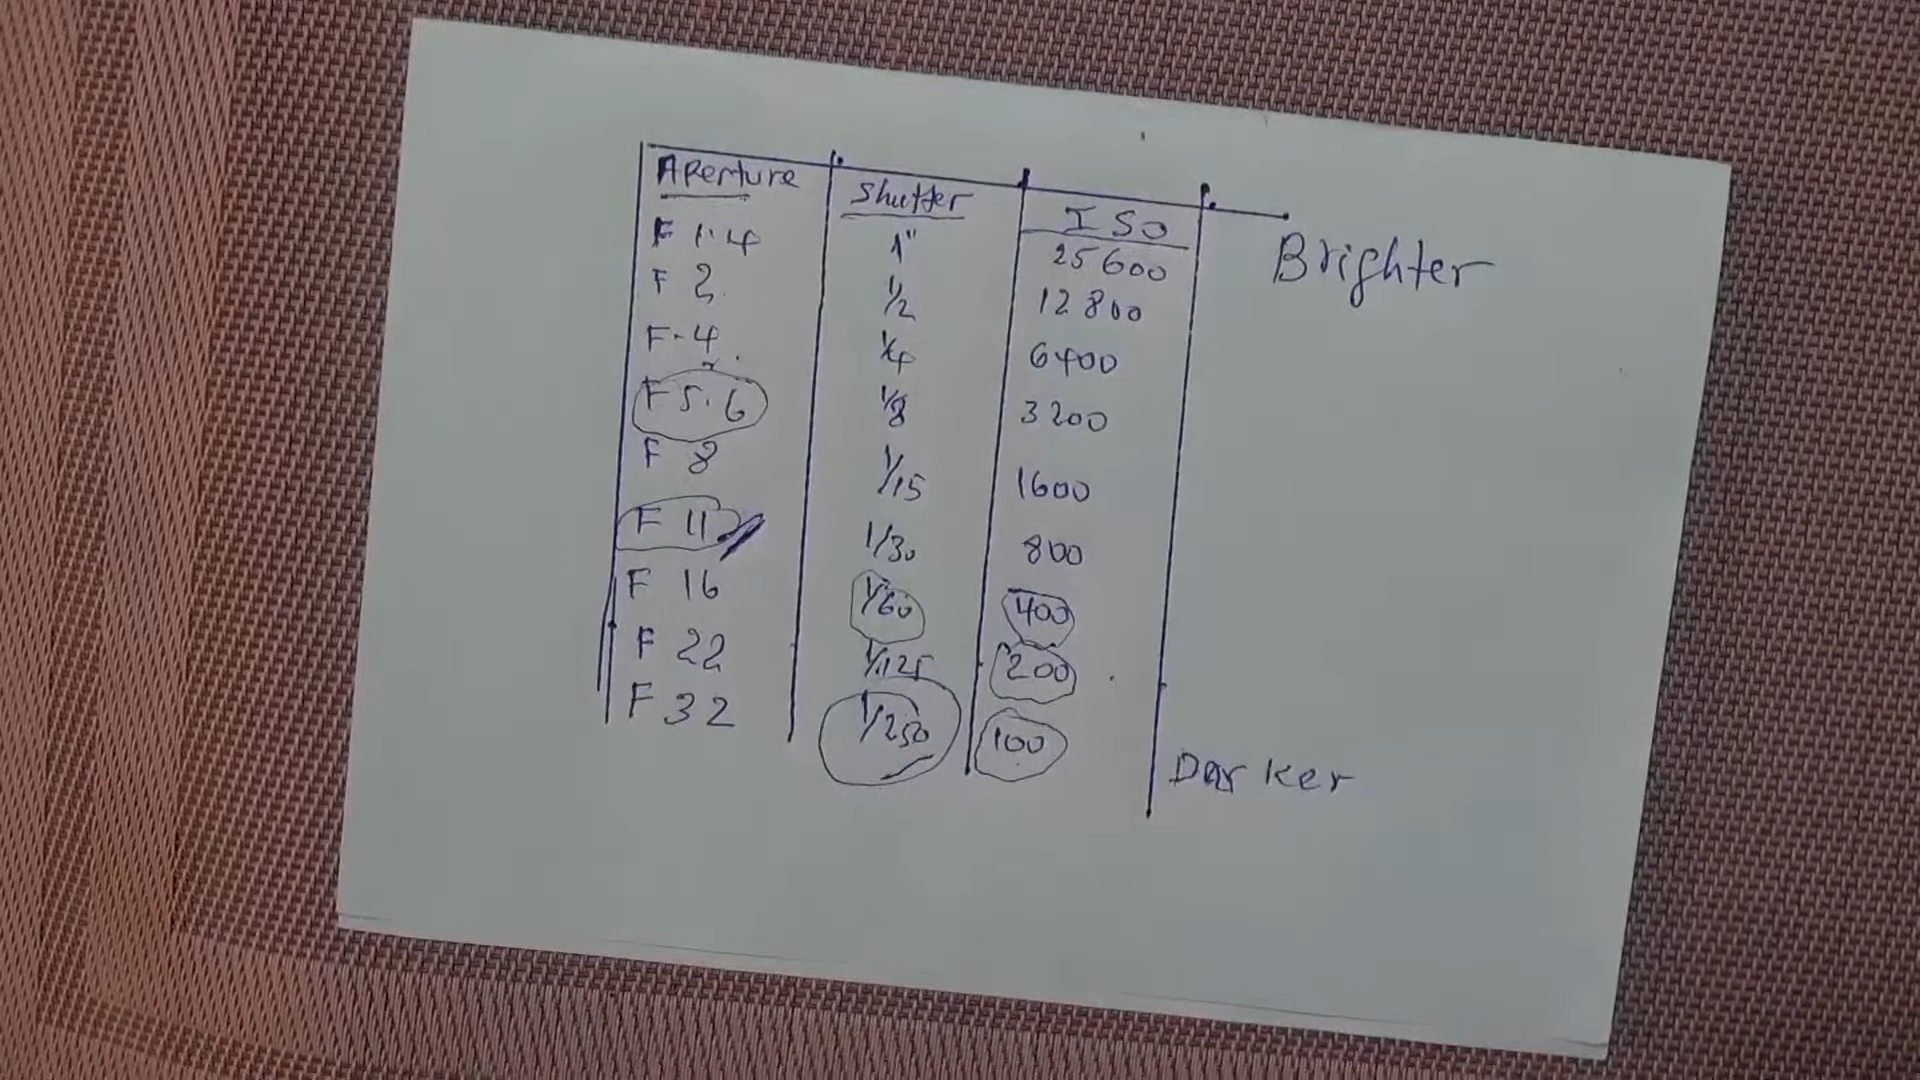 Aperture Shutter ISO
F 1.4 1" 25600 Brighter
F 2 1/2 12800
F-4 1/4 6400
F 5.6 1/8 3200
F 8 1/15 1600
F 11 1/30 800
F 16 1/60 400
F 22 1/125 200
F 32 1/250 100
Darker